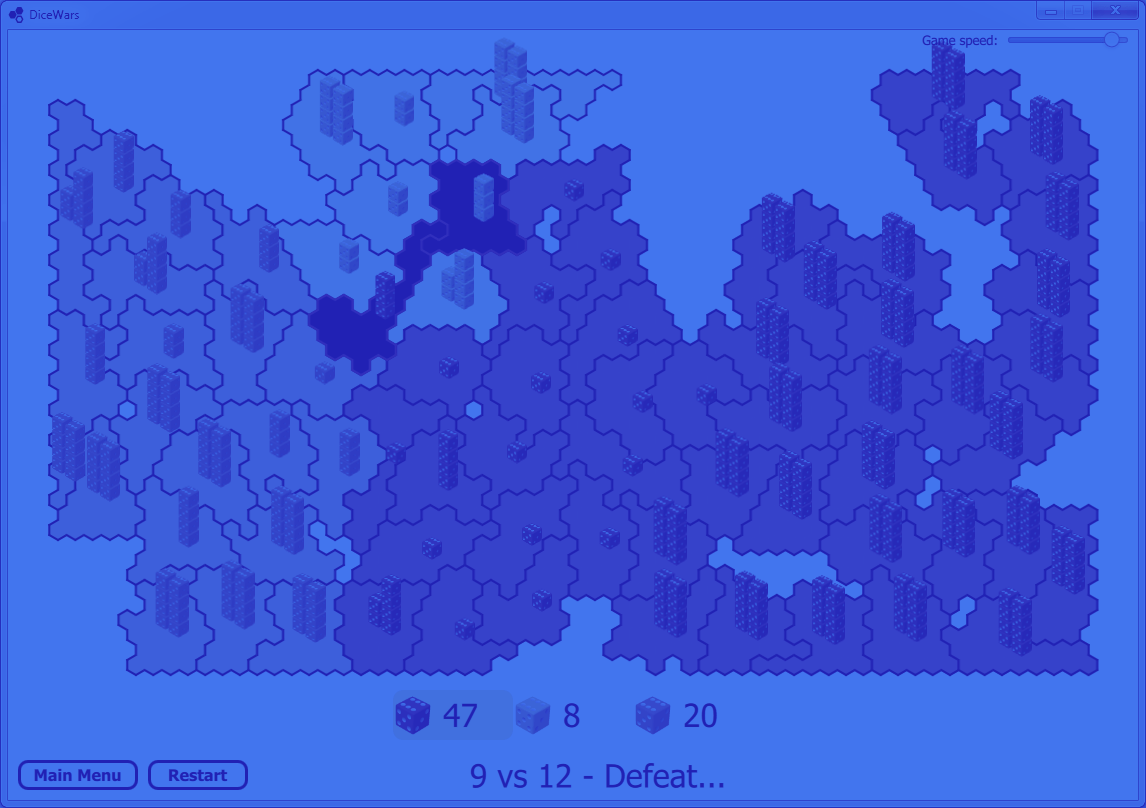 DiceWars
Game speed:
47 8 20
9 vs 12 - Defeat...
Main Menu Restart